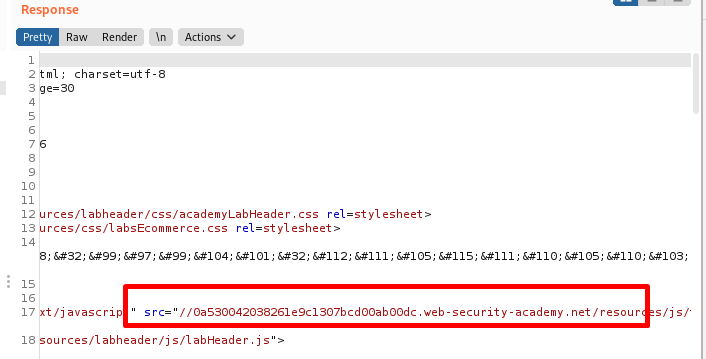 Response
Pretty Raw Render \n Actions
1
2 tml; charset=utf-8
3 ge=30
4
5
6
7 6
8
9
10
11
12 urces/labheader/css/academyLabHeader.css rel=stylesheet>
13 urces/css/labsEcommerce.css rel=stylesheet>
14
8;&#32;&#99;&#97;&#99;&#104;&#101;&#32;&#112;&#111;&#105;&#115;&#111;&#110;&#105;&#110;&#103;
15
16
17 xt/javascrip" src="//0a530042038261e9c1307bcd00ab00dc.web-security-academy.net/resources/js/
18 sources/labheader/js/labHeader.js">